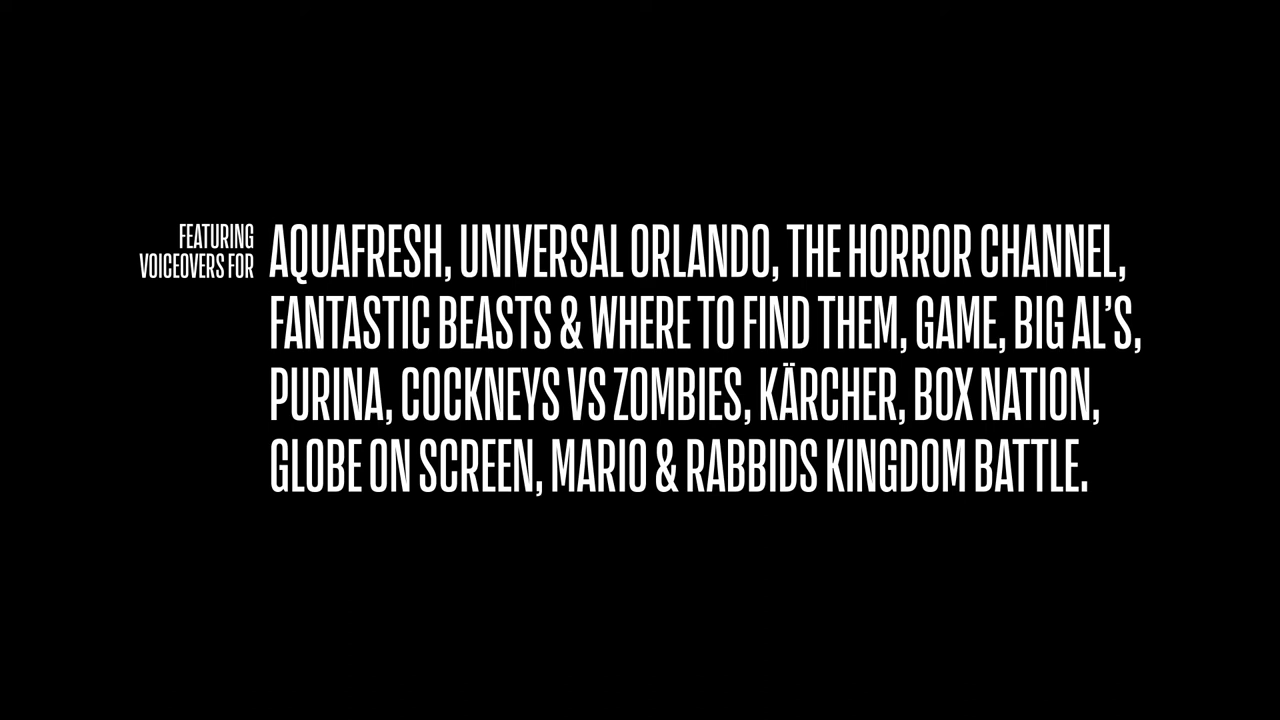 FEATURING
VOICEOVERS FOR
AQUAFRESH, UNIVERSAL ORLANDO, THE HORROR CHANNEL,
FANTASTIC BEASTS & WHERE TO FIND THEM, GAME, BIG AL’S,
PURINA, COCKNEYS VS ZOMBIES, KÄRCHER, BOX NATION,
GLOBE ON SCREEN, MARIO & RABBIDS KINGDOM BATTLE.